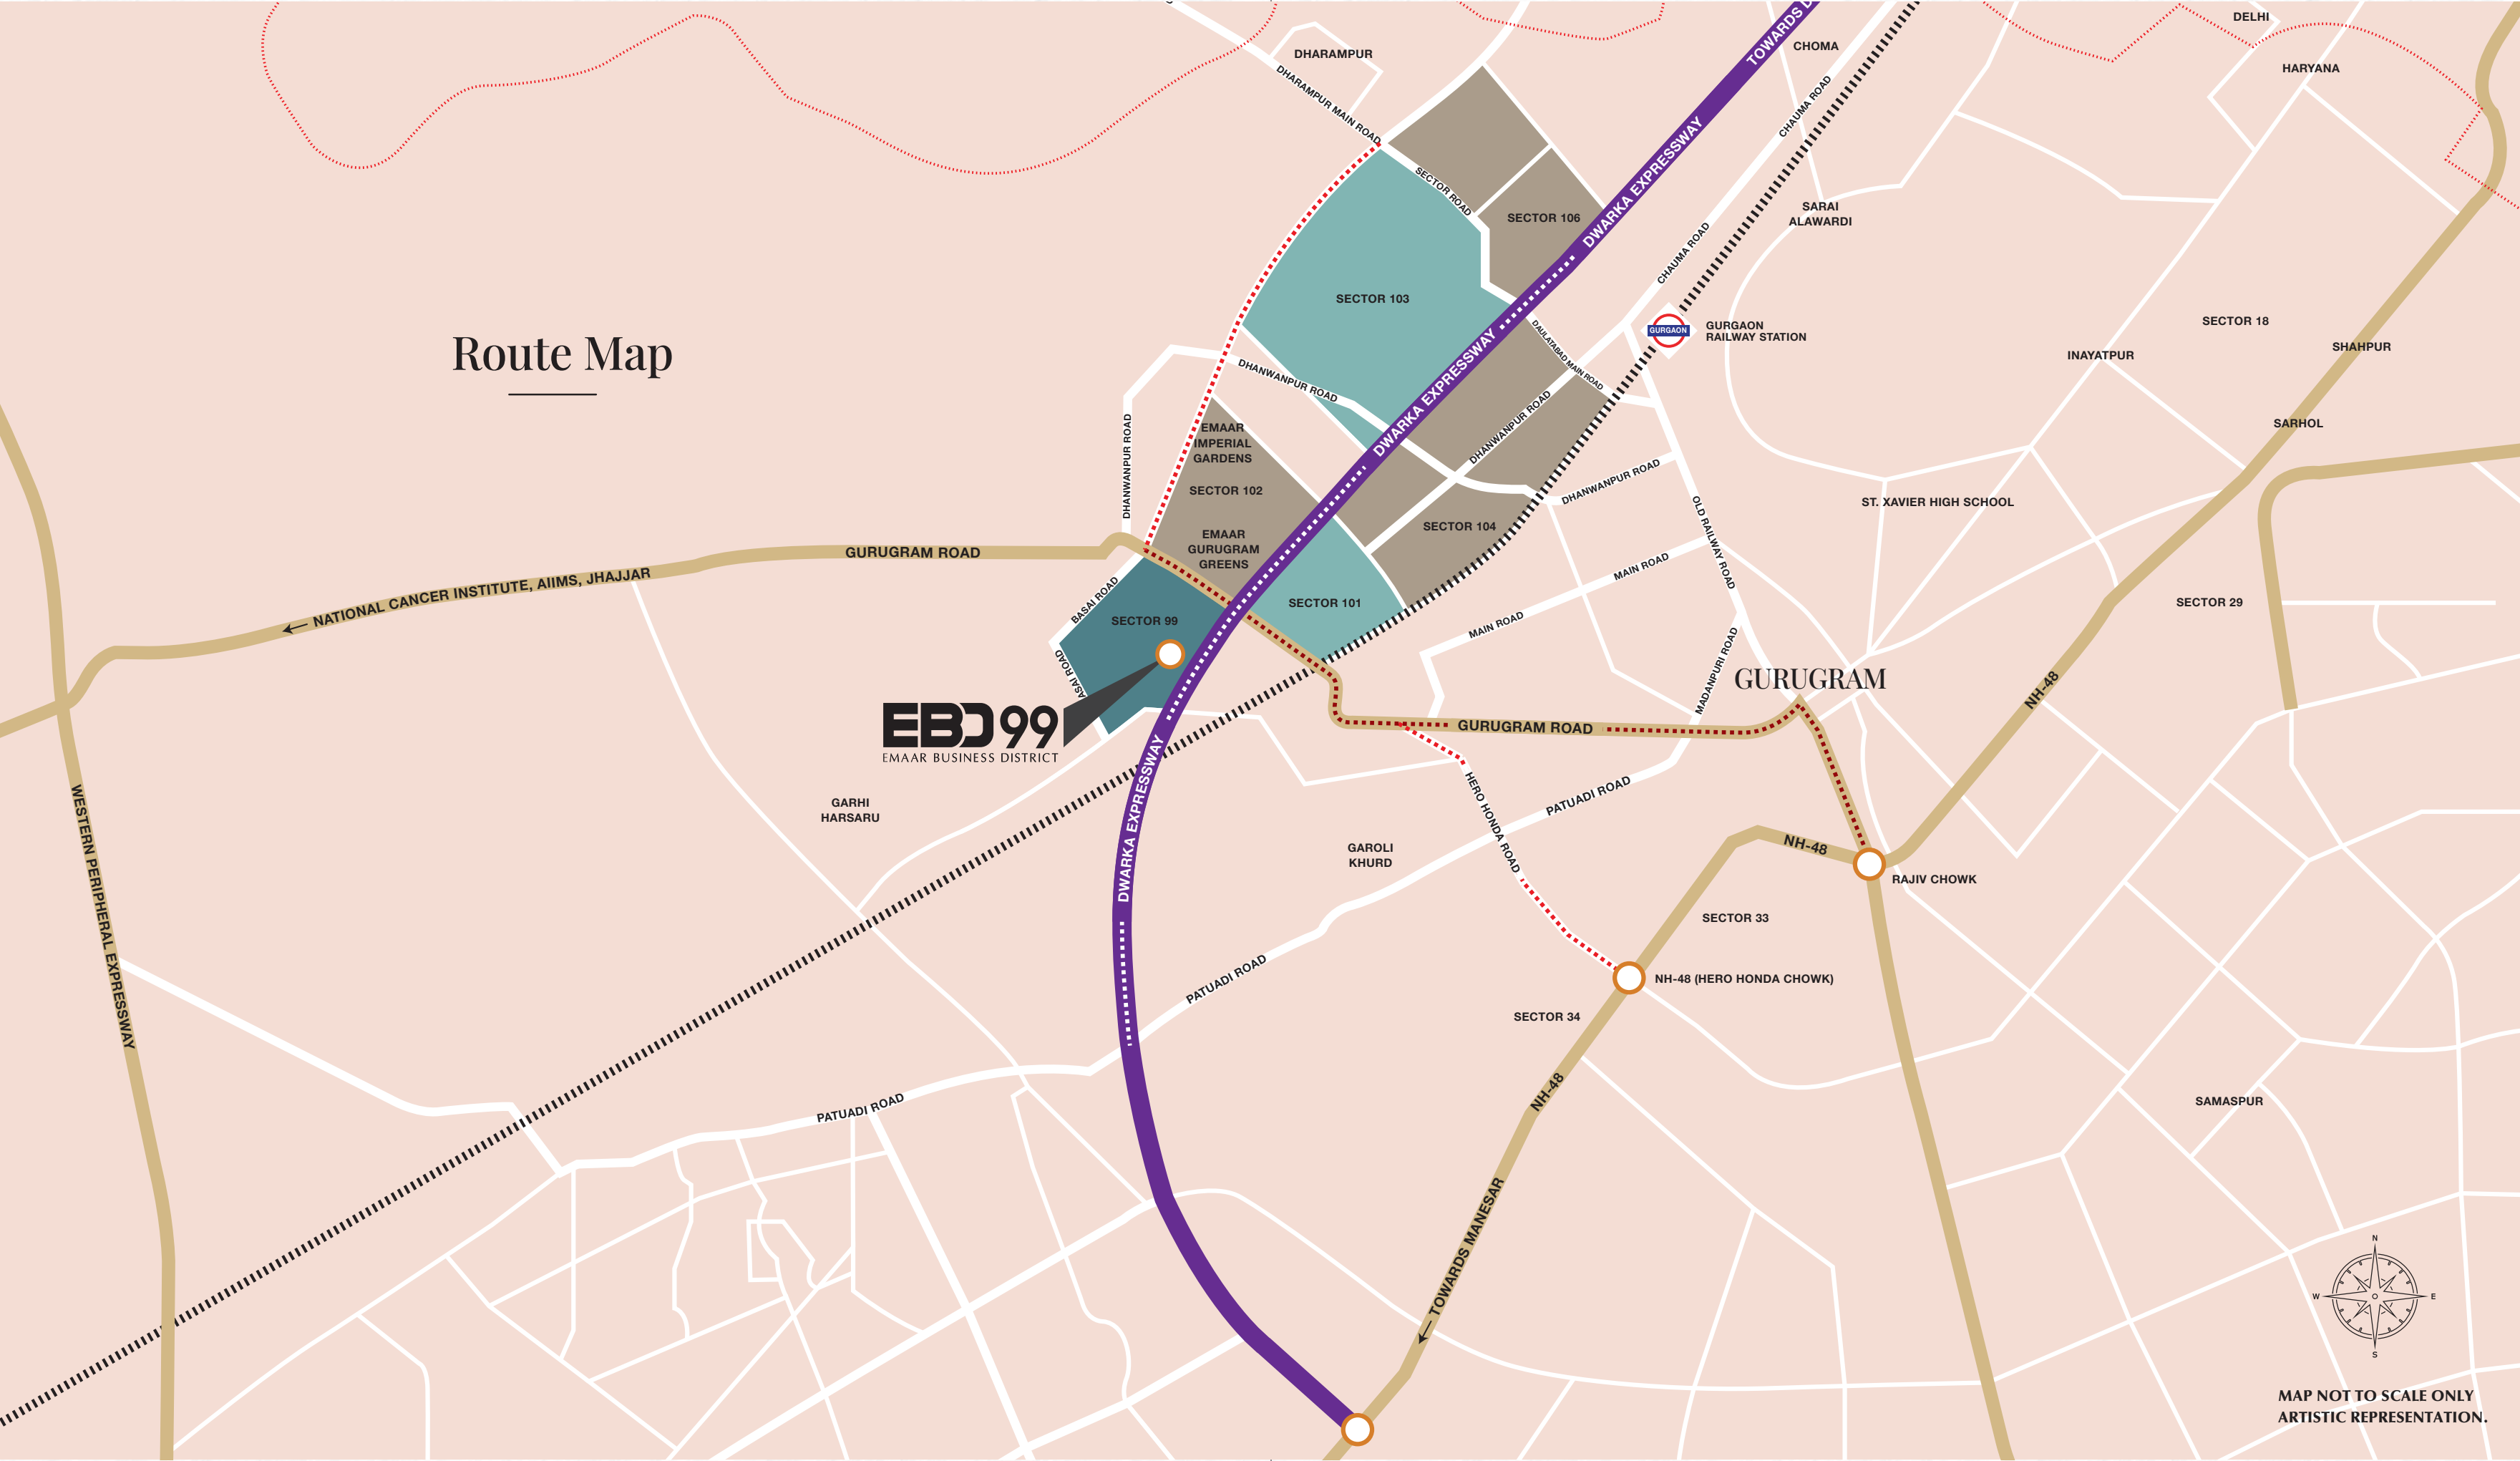 DELHI
HARYANA
CHOMA
TOWARDS D
DHARAMPUR
DHARAMPUR MAIN ROAD
CHAUMA ROAD
DWARKA EXPRESSWAY
SECTOR ROAD
SECTOR 106
SARAI
ALAWARDI
CHAUMA ROAD
SECTOR 103
GURGAON
GURGAON
RAILWAY STATION
SECTOR 18
SHAHPUR
INAYATPUR
Route Map
DAULATABAD MAIN ROAD
DHANWANPUR ROAD
DWARKA EXPRESSWAY
DHANWANPUR ROAD
SARHOL
EMAAR
IMPERIAL
GARDENS
DHANWANPUR ROAD
SECTOR 102
DHANWANPUR ROAD
ST. XAVIER HIGH SCHOOL
SECTOR 104
OLD RAILWAY ROAD
EMAAR
GURUGRAM
GREENS
GURUGRAM ROAD
NATIONAL CANCER INSTITUTE, AIIMS, JHAJJAR
MAIN ROAD
BASAI ROAD
SECTOR 101
SECTOR 99
SECTOR 29
MAIN ROAD
BASAI ROAD
MADANPURI ROAD
GURUGRAM
NH-48
EBD 99
EMAAR BUSINESS DISTRICT
GURUGRAM ROAD
HERO HONDA ROAD
PATUADI ROAD
DWARKA EXPRESSWAY
GARHI
HARSARU
GAROLI
KHURD
NH-48
RAJIV CHOWK
WESTERN PERIPHERAL EXPRESSWAY
SECTOR 33
PATUADI ROAD
NH-48 (HERO HONDA CHOWK)
SECTOR 34
NH-48
PATUADI ROAD
SAMASPUR
TOWARDS MANESAR
N
W
E
S
MAP NOT TO SCALE ONLY
ARTISTIC REPRESENTATION.